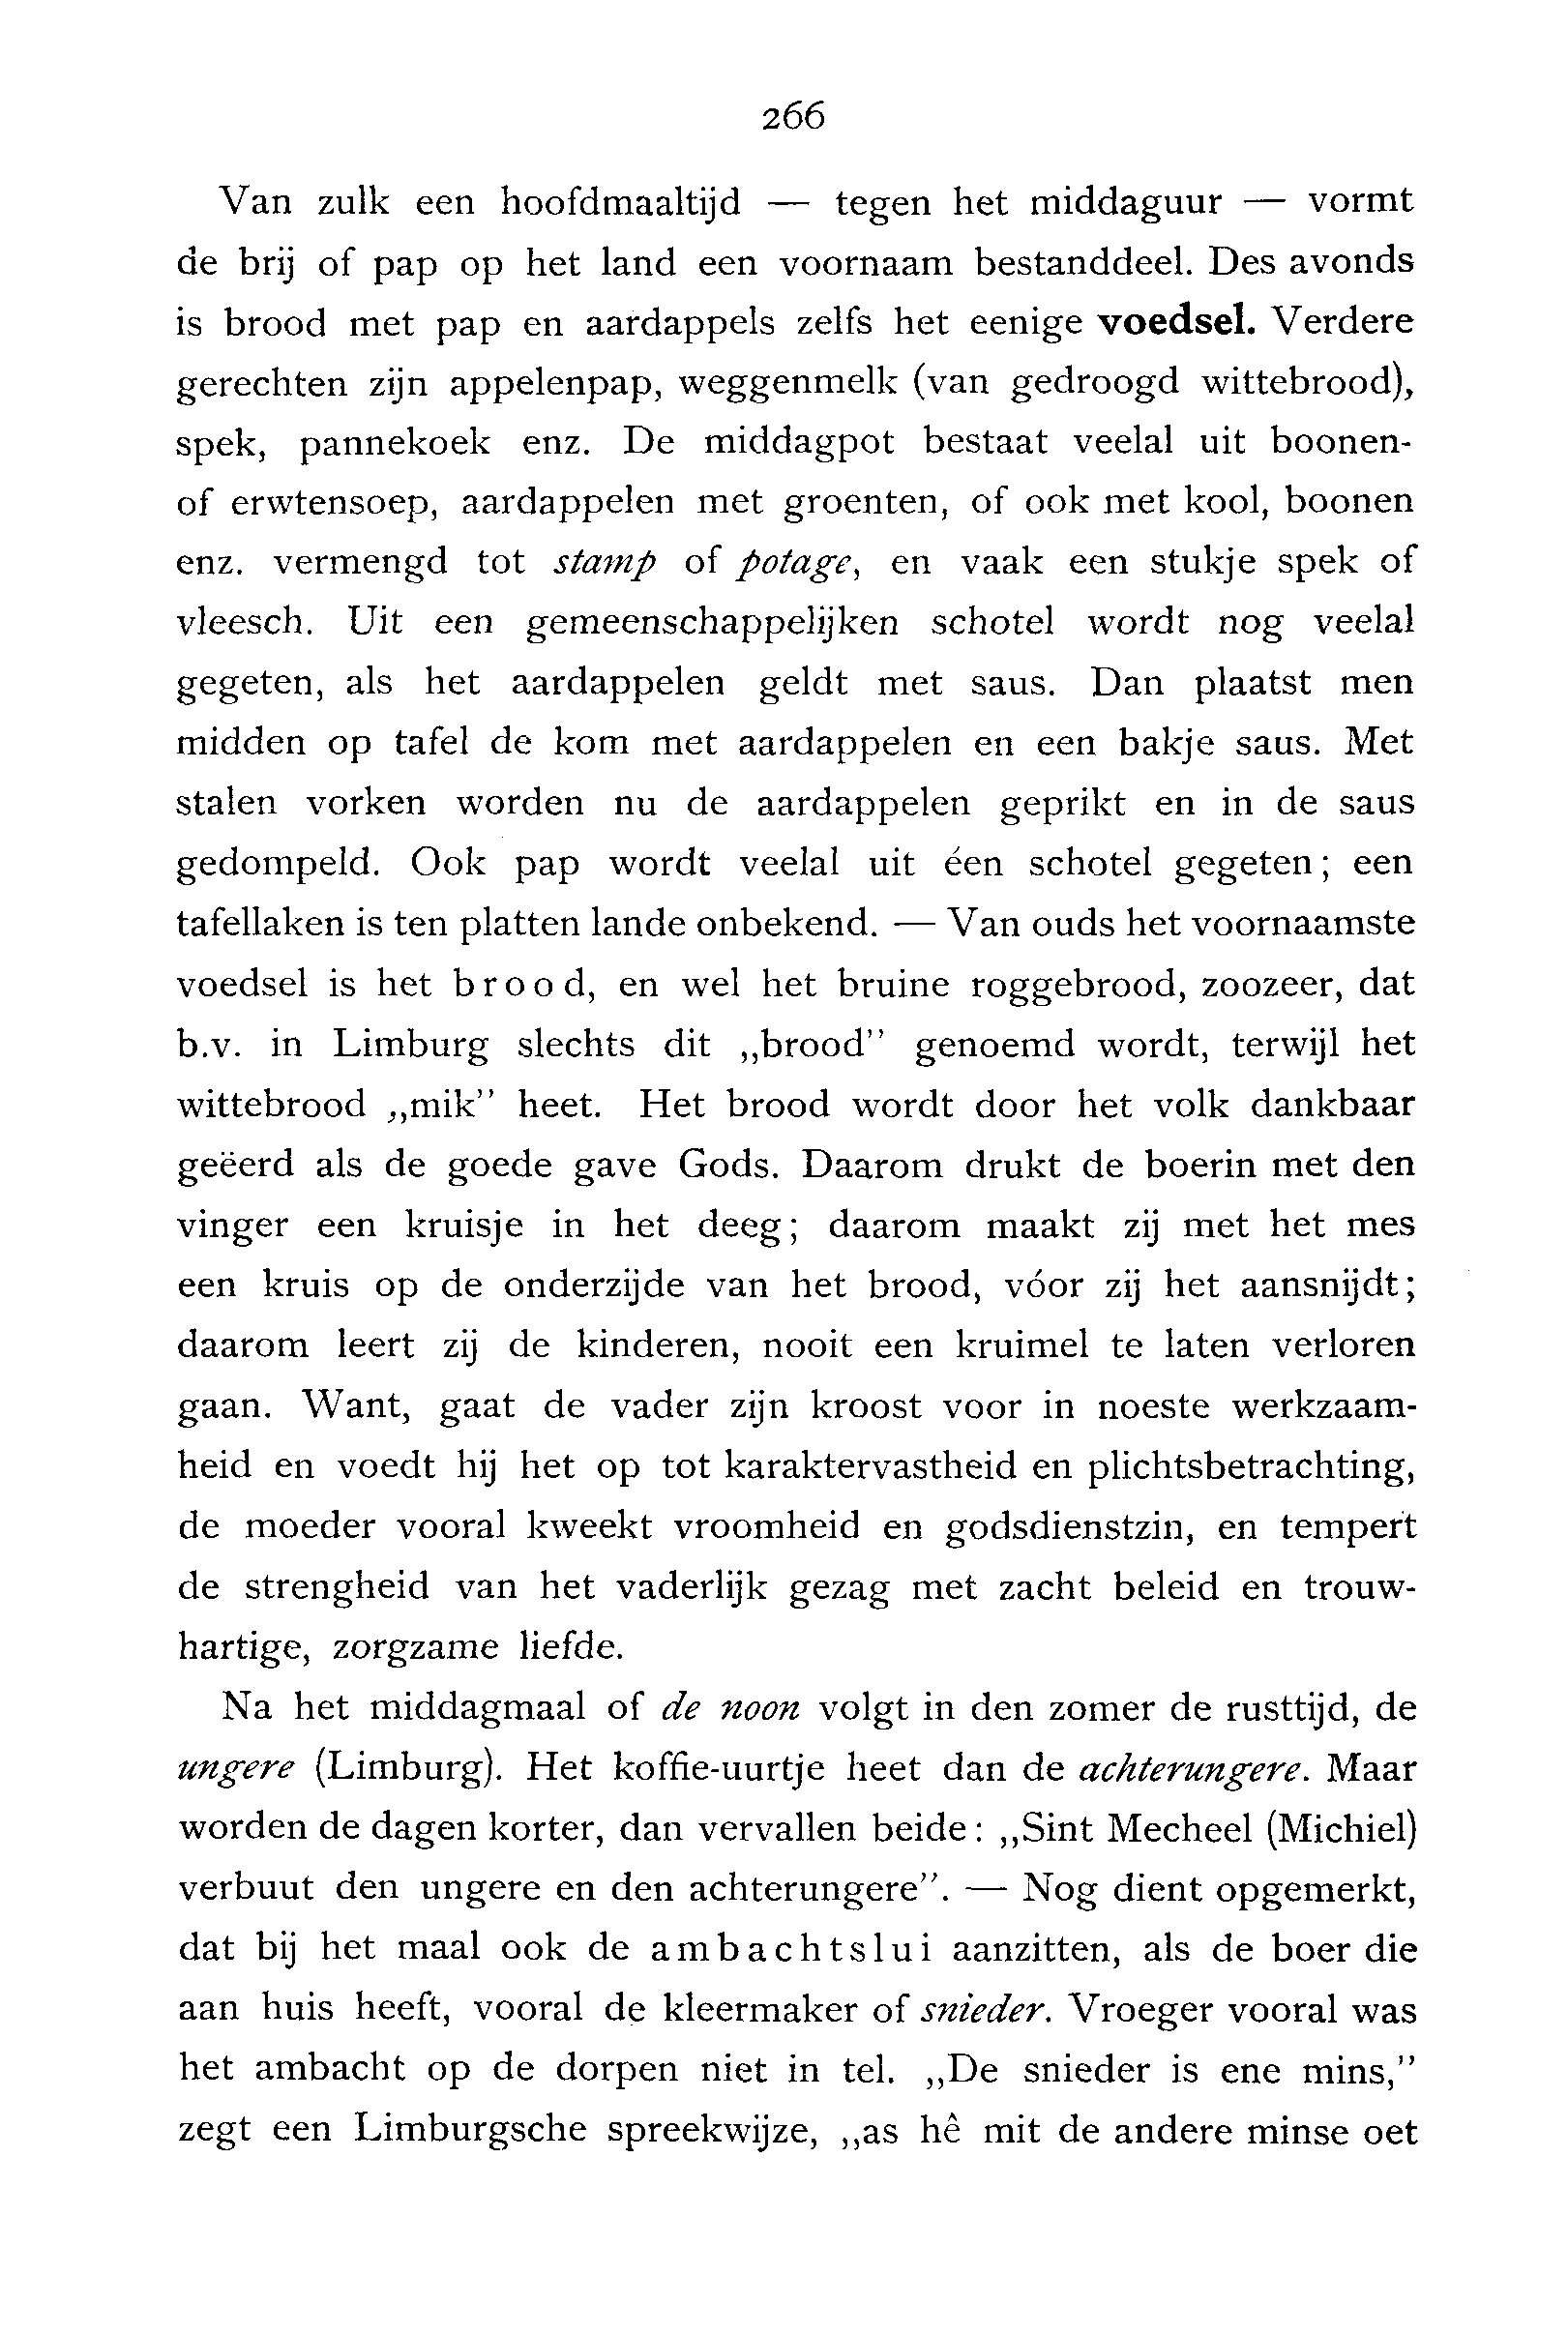 266
Van zulk een hoofdmaaltijd — tegen het middaguur — vormt
de brij of pap op het land een voornaam bestanddeel. Des avonds
is brood met pap en aardappels zelfs het eenige voedsel. Verdere
gerechten zijn appelenpap, weggenmelk (van gedroogd wittebrood),
spek, pannekoek enz. De middagpot bestaat veelal uit boonen-
of erwtensoep, aardappelen met groenten, of ook met kool, boonen
enz. vermengd tot stamp of potage, en vaak een stukje spek of
vleesch. Uit een gemeenschappelijken schotel wordt nog veelal
gegeten, als het aardappelen geldt met saus. Dan plaatst men
midden op tafel de kom met aardappelen en een bakje saus. Met
stalen vorken worden nu de aardappelen geprikt en in de saus
gedompeld. Ook pap wordt veelal uit éen schotel gegeten; een
tafellaken is ten platten lande onbekend. — Van ouds het voornaamste
voedsel is het brood, en wel het bruine roggebrood, zoozeer, dat
b.v. in Limburg slechts dit „brood” genoemd wordt, terwijl het
wittebrood „mik” heet. Het brood wordt door het volk dankbaar
geëerd als de goede gave Gods. Daarom drukt de boerin met den
vinger een kruisje in het deeg; daarom maakt zij met het mes
een kruis op de onderzijde van het brood, vóor zij het aansnijdt;
daarom leert zij de kinderen, nooit een kruimel te laten verloren
gaan. Want, gaat de vader zijn kroost voor in noeste werkzaam-
heid en voedt hij het op tot karaktervastheid en plichtsbetrachting,
de moeder vooral kweekt vroomheid en godsdienstzin, en tempert
de strengheid van het vaderlijk gezag met zacht beleid en trouw-
hartige, zorgzame liefde.
Na het middagmaal of de noon volgt in den zomer de rusttijd, de
ungere (Limburg). Het koffie-uurtje heet dan de achterungere. Maar
worden de dagen korter, dan vervallen beide: „Sint Mecheel (Michiel)
verbuut den ungere en den achterungere”. — Nog dient opgemerkt,
dat bij het maal ook de ambachtslui aanzitten, als de boer die
aan huis heeft, vooral de kleermaker of snieder. Vroeger vooral was
het ambacht op de dorpen niet in tel. „De snieder is ene mins,”
zegt een Limburgsche spreekwijze, „as hê mit de andere minse oet